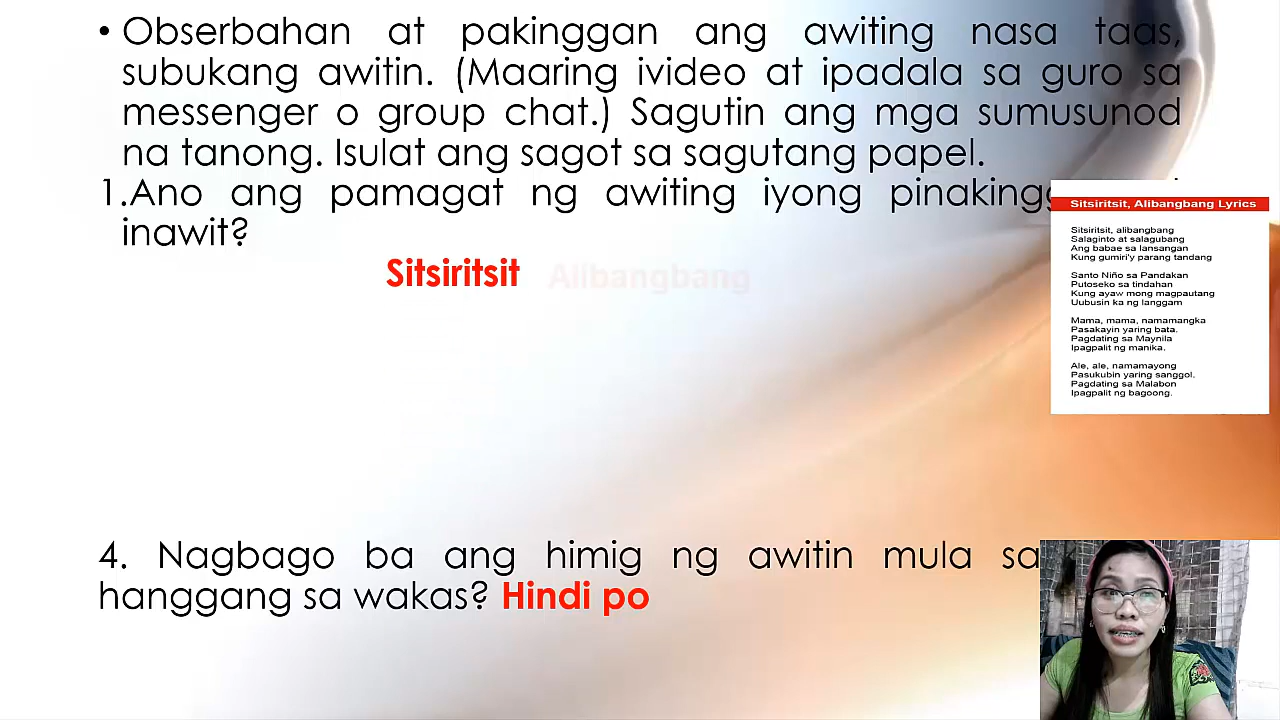 • Obserbahan at pakinggan ang awiting nasa taas,
subukang awitin. (Maaring ivideo at ipadala sa guro sa
messenger o group chat.) Sagutin ang mga sumusunod
na tanong. Isulat ang sagot sa sagutang papel.
1.Ano ang pamagat ng awiting iyong
inawit?
Sitsiritsit Alibangbang
Sitsiritsit, Alibangbang Lyrics
Sitsiritsit, alibangbang
Salaginto at salagubang
Ang babae sa lansangan
Kung gumiri'y parang tandang
Santo Niño sa Pandakan
Putoseko sa tindahan
Kung ayaw mong magpautang
Uubusin ka ng langgam
Mama, mama, namamangka
Pasakayin yaring bata.
Pagdating sa Maynila
Ipagpalit ng manika.
Ale, ale, namamayong
Pasukubin yaring sanggol.
Pagdating sa Malabon
Ipagpalit ng bagoong.
4. Nagbago ba ang himig ng awitin mula sa
hanggang sa wakas? Hindi po